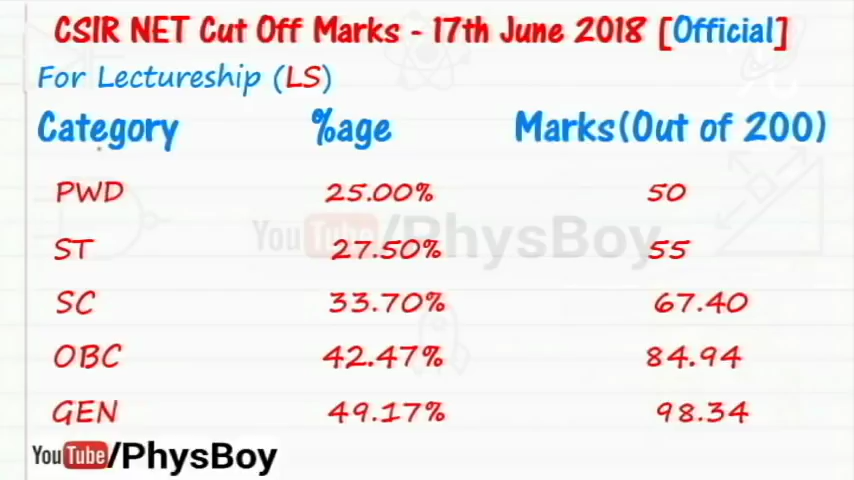 CSIR NET Cut Off Marks - 17th June 2018 [Official]
For Lectureship (LS)
Category %age Marks(Out of 200)
PWD 25.00% 50
YouTube/PhysBoy
ST 27.50% 55
SC 33.70% 67.40
OBC 42.47% 84.94
GEN 49.17% 98.34
YouTube/PhysBoy